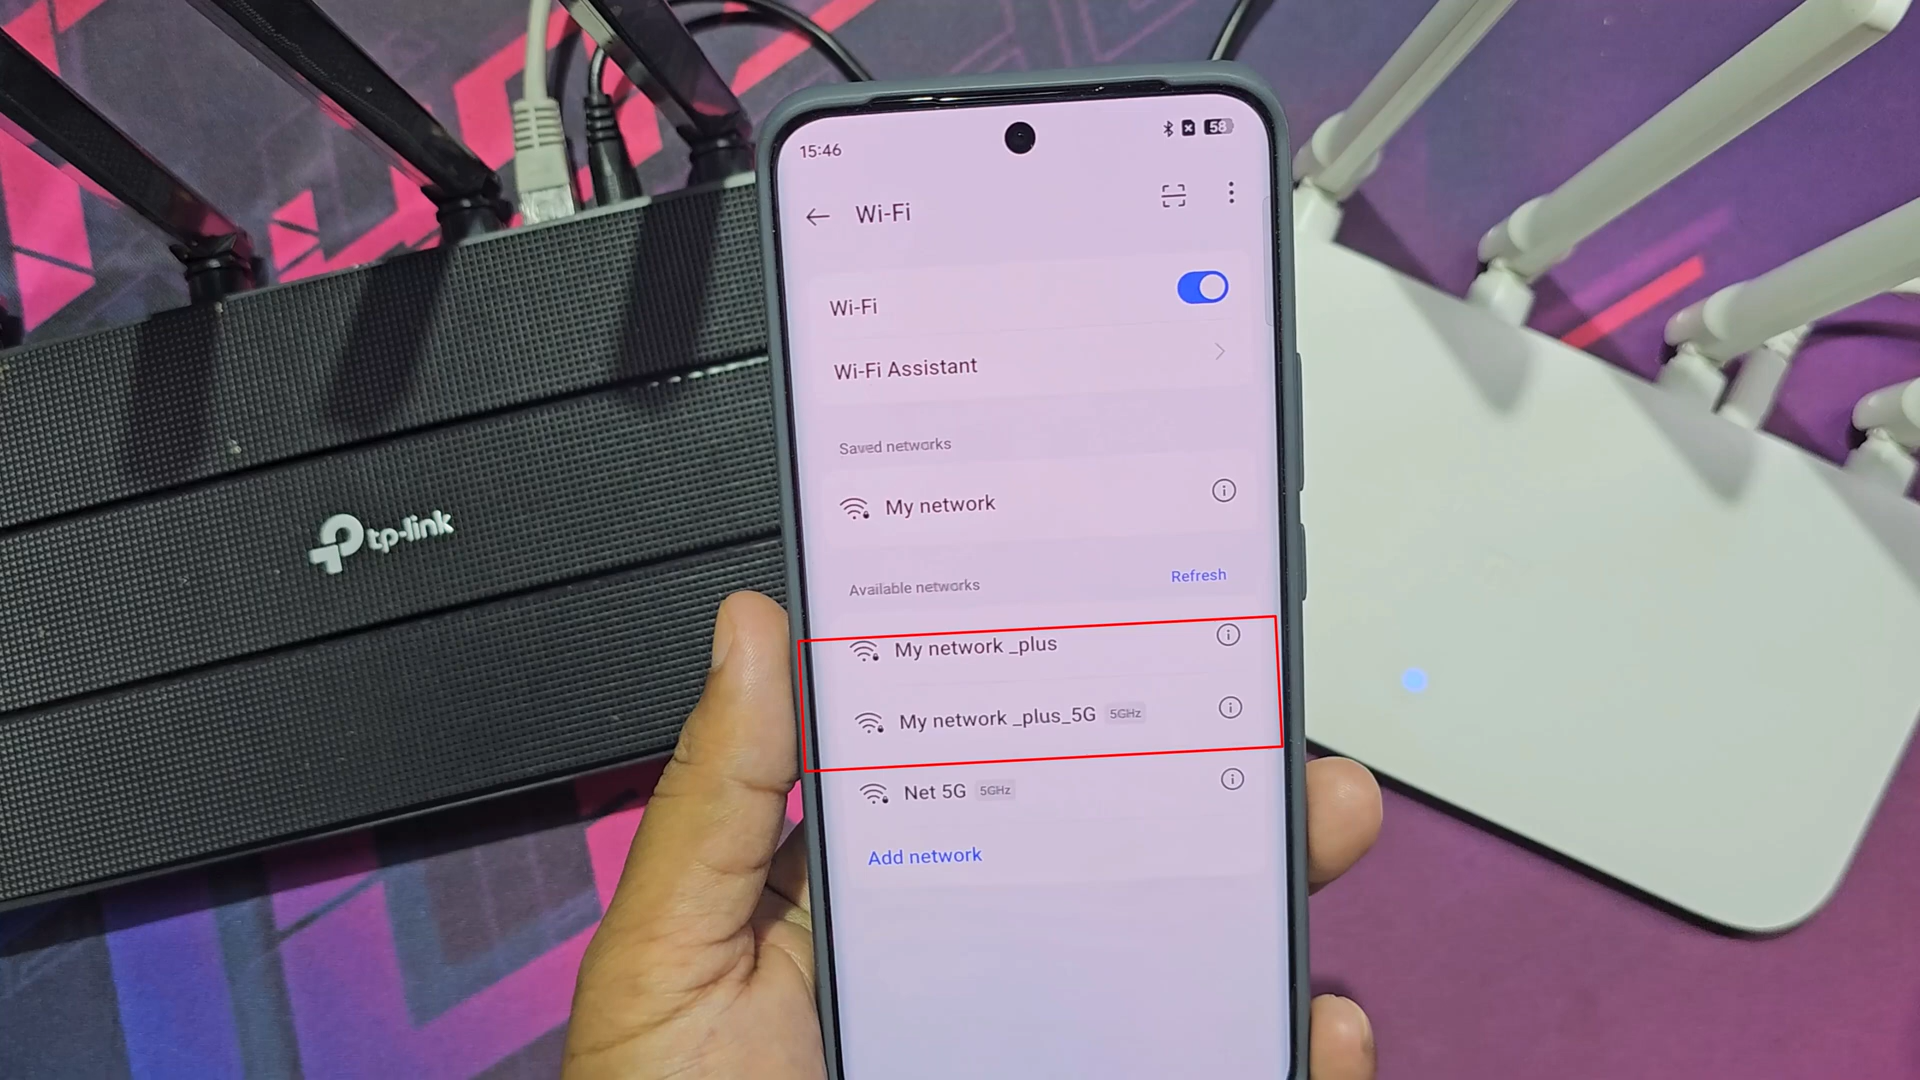 tp-link
15:46
58
Wi-Fi
Wi-Fi
Wi-Fi Assistant
Saved networks
My network
Available networks
Refresh
My network _plus
My network _plus_5G 5GHz
Net 5G 5GHz
Add network